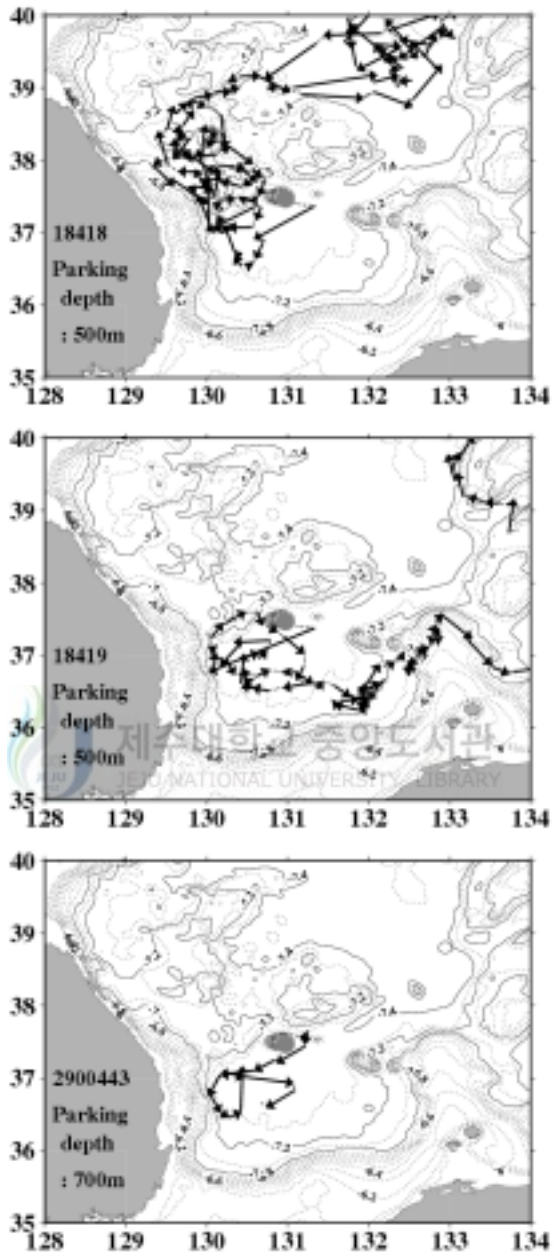 40
39
38
37
36
35
18418
Parking
depth
: 500m
128 129 130 131 132 133 134
40
39
38
37
36
35
18419
Parking
depth
: 500m
제주대학교 중앙도서관
JEJU NATIONAL UNIVERSITY LIBRARY
128 129 130 131 132 133 134
40
39
38
37
36
35
2900443
Parking
depth
: 700m
128 129 130 131 132 133 134